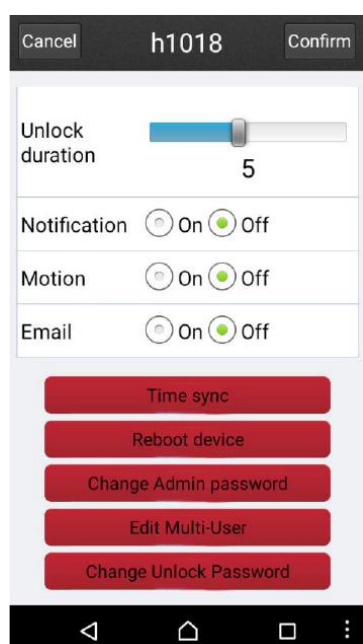 Cancel h1018 Confirm
Unlock
duration
5
Notification On Off
Motion On Off
Email On Off
Time sync
Reboot device
Change Admin password
Edit Multi-User
Change Unlock Password